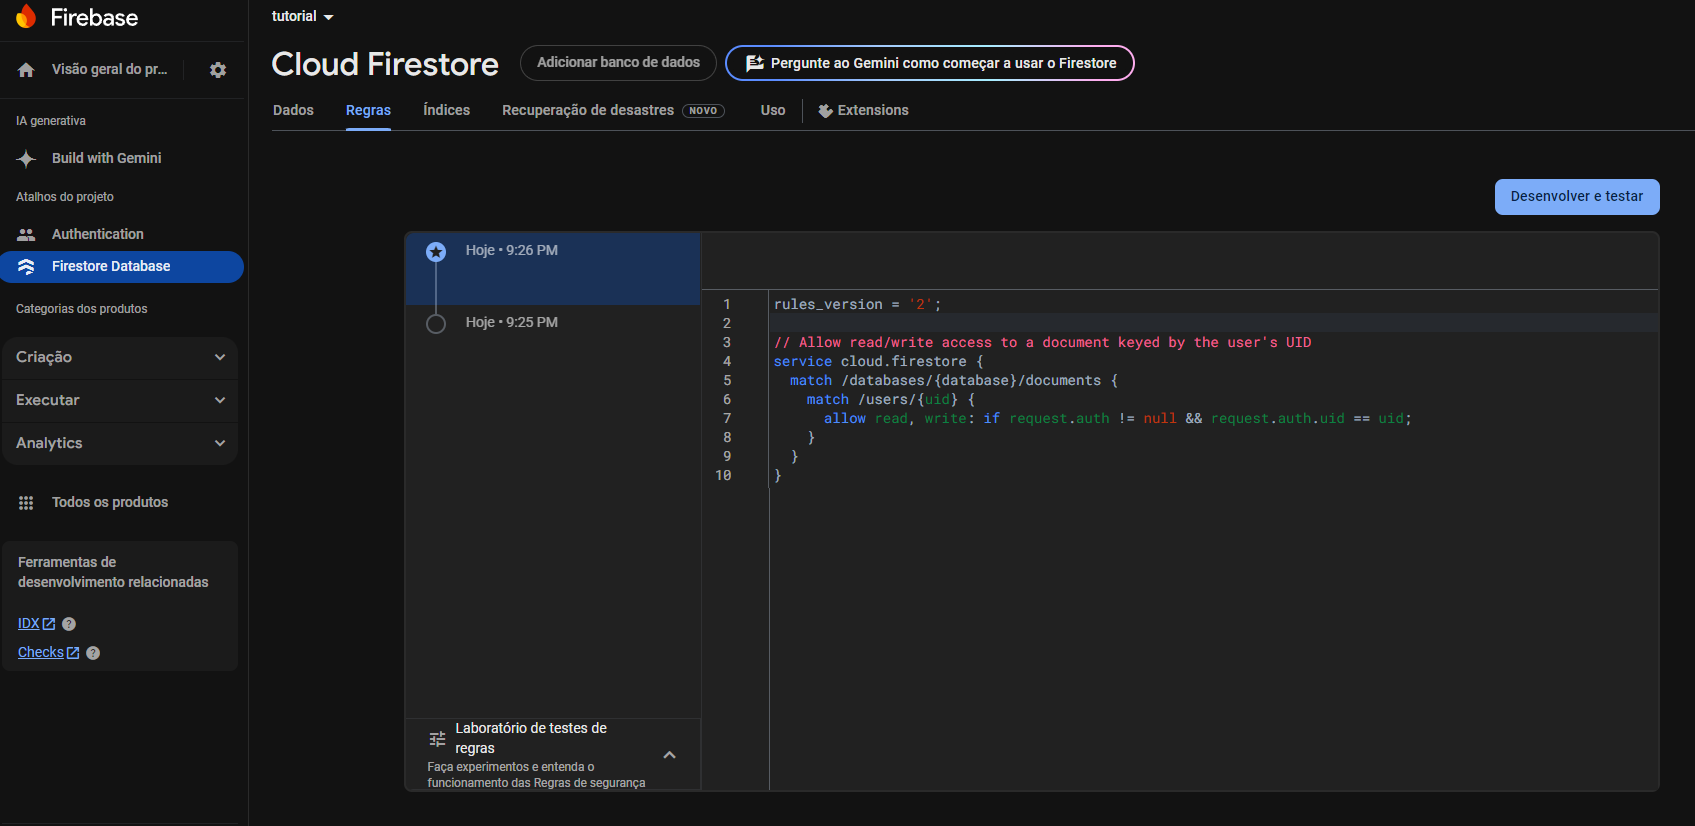 Firebase
Visão geral do pr...
IA generativa
Build with Gemini
Atalhos do projeto
Authentication
Firestore Database
Categorias dos produtos
Criação
Executar
Analytics
Todos os produtos
Ferramentas de
desenvolvimento relacionadas
IDX
Checks
tutorial
Cloud Firestore
Adicionar banco de dados
Pergunte ao Gemini como começar a usar o Firestore
Dados Regras Índices Recuperação de desastres NOVO Uso Extensions
Desenvolver e testar
Hoje • 9:26 PM
Hoje • 9:25 PM
Laboratório de testes de
regras
Faça experimentos e entenda o
funcionamento das Regras de segurança
1 rules_version = '2';
2
3 // Allow read/write access to a document keyed by the user's UID
4 service cloud.firestore {
5   match /databases/{database}/documents {
6     match /users/{uid} {
7       allow read, write: if request.auth != null && request.auth.uid == uid;
8     }
9   }
10 }